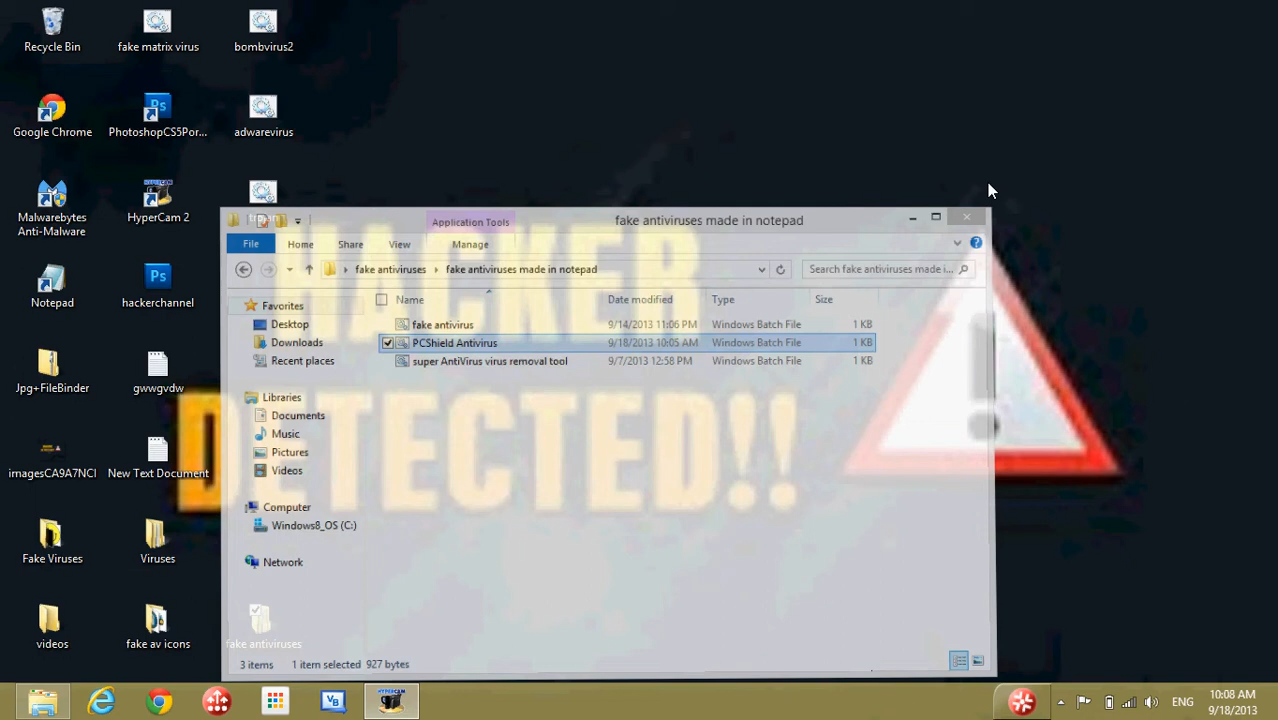 Recycle Bin
fake matrix virus
bombvirus2
Google Chrome
PhotoshopCS5Por...
adwarevirus
Malwarebytes
Anti-Malware
HyperCam 2
trojan
Notepad
hackerchannel
Jpg+FileBinder
gwwgvdw
imagesCA9A7NCI
New Text Document
Fake Viruses
Viruses
videos
fake av icons
fake antiviruses
HACKER
DETECTED!!
Application Tools
fake antiviruses made in notepad
File
Home
Share
View
Manage
fake antiviruses
fake antiviruses made in notepad
Search fake antiviruses made i...
Name
Date modified
Type
Size
fake antivirus
9/14/2013 11:06 PM
Windows Batch File
1 KB
PCShield Antivirus
9/18/2013 10:05 AM
Windows Batch File
1 KB
super AntiVirus virus removal tool
9/7/2013 12:58 PM
Windows Batch File
1 KB
Favorites
Desktop
Downloads
Recent places
Libraries
Documents
Music
Pictures
Videos
Computer
Windows8_OS (C:)
Network
3 items
1 item selected 927 bytes
ENG
10:08 AM
9/18/2013